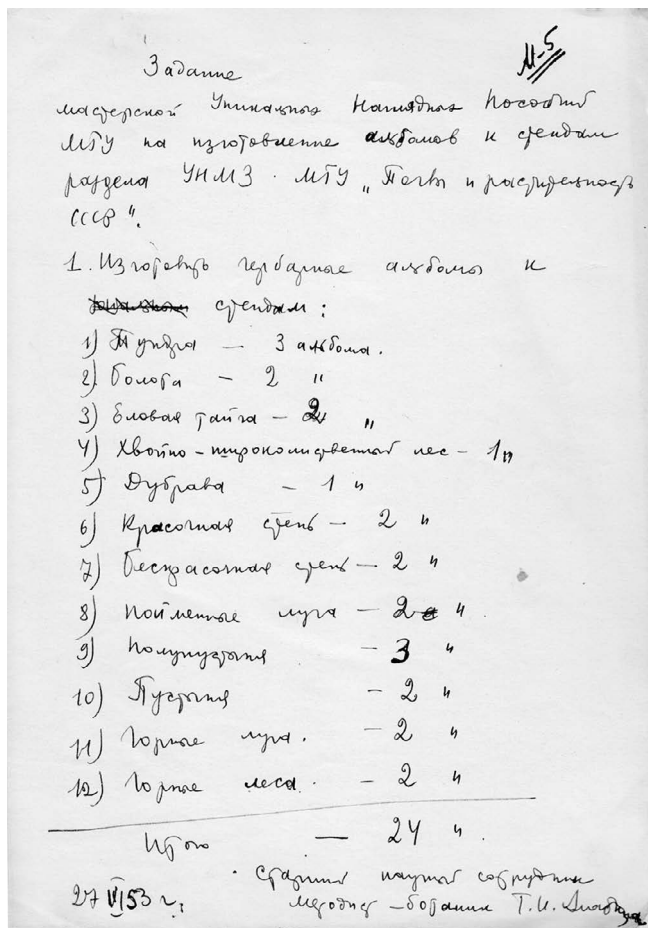 М-5
Задание
мастерской Уникальных Наглядных Пособий
МГУ на изготовление альбомов к стендам
раздела УНМЗ. МГУ „Почвы и растительность
СССР".
1. Изготовить гербарные альбомы к
стендам:
1) Тундра — 3 альбома.
2) Болота — 2 "
3) Еловая тайга — 2 "
4) Хвойно-широколиственный лес — 1 "
5) Дубрава — 1 "
6) Красочная степь — 2 "
7) Бескрасочная степь — 2 "
8) Пойменные луга — 2 "
9) Полупустыня — 3 "
10) Пустыня — 2 "
11) Горные луга. — 2 "
12) Горные леса. — 2 "
Итого — 24 ".
Старший научный сотрудник
27 VI 53 г. методист-ботаник Т.И.